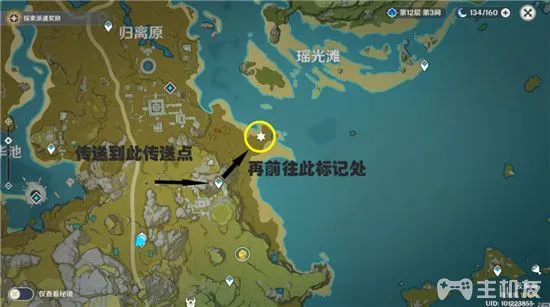 探索派遣奖励
归离原
第12层 第3间
134/160
瑶光滩
华池
传送到此传送点
再前往此标记处
仅查看秘境
主机友
UID: 101223855